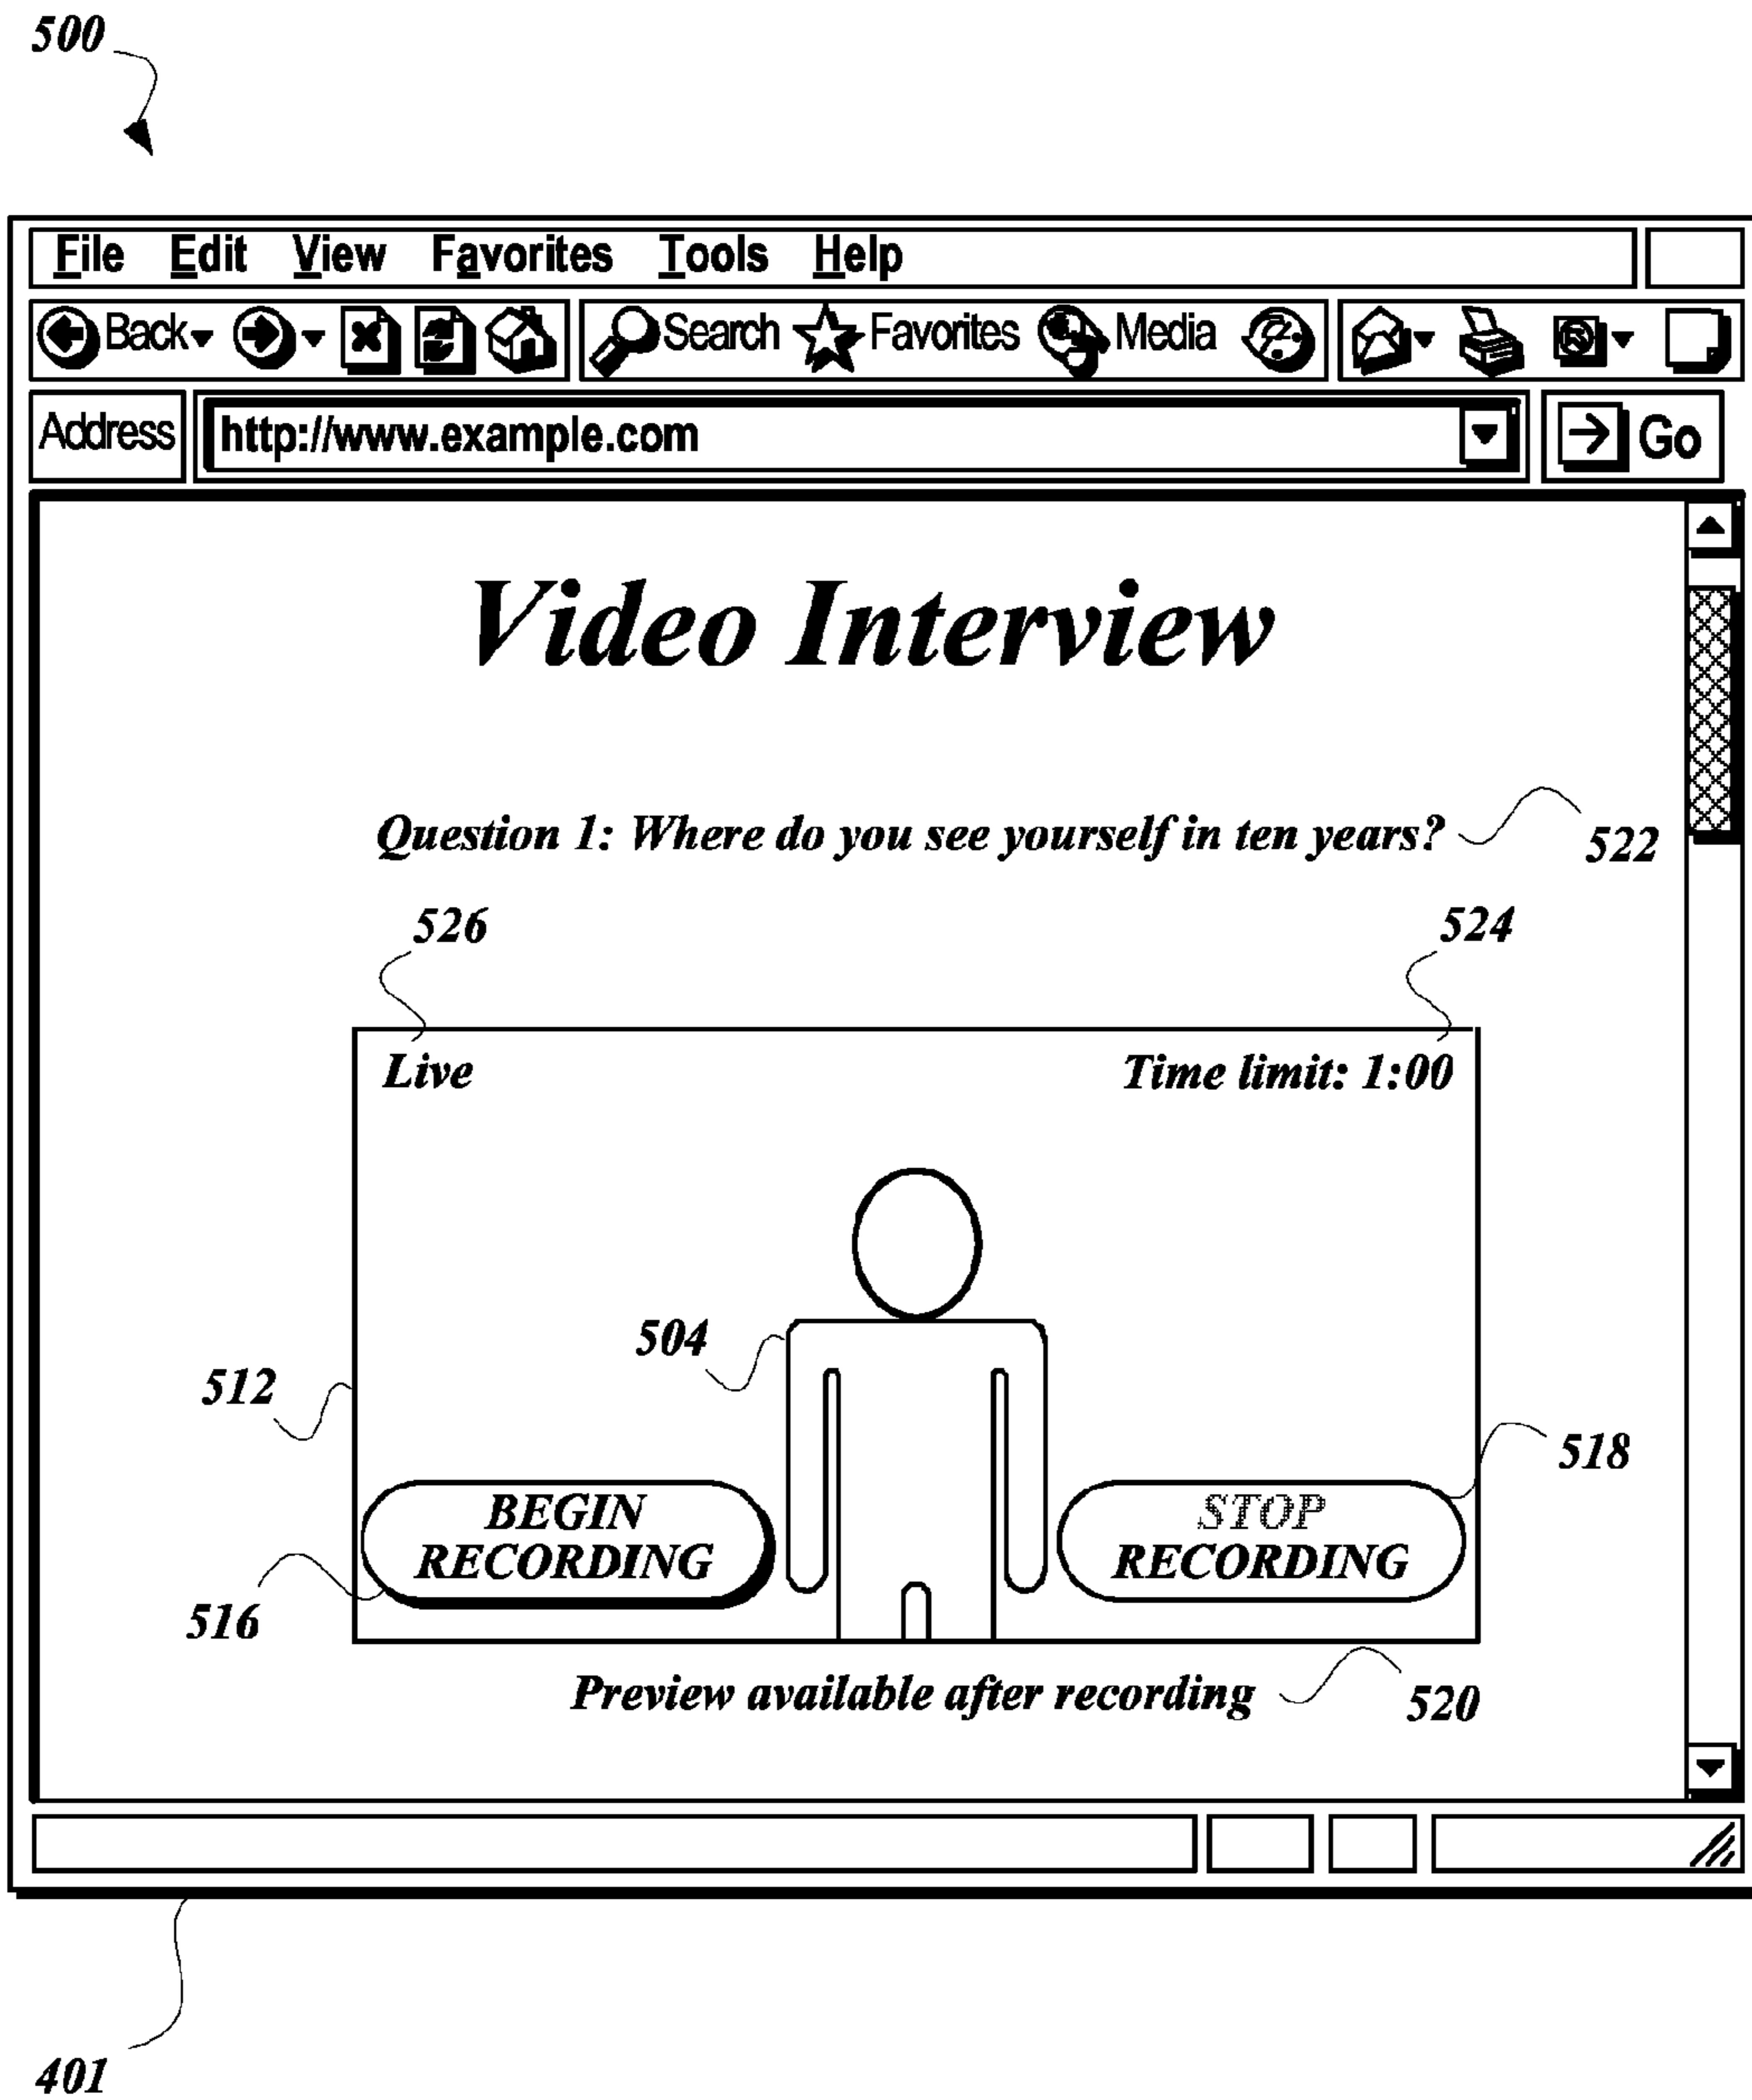 500
File Edit View Favorites Tools Help
Back Search Favorites Media
Address http://www.example.com Go
Video Interview
Question 1: Where do you see yourself in ten years?
522
526 524
Live Time limit: 1:00
504
512
518
BEGIN
RECORDING
STOP
RECORDING
516
Preview available after recording
520
401